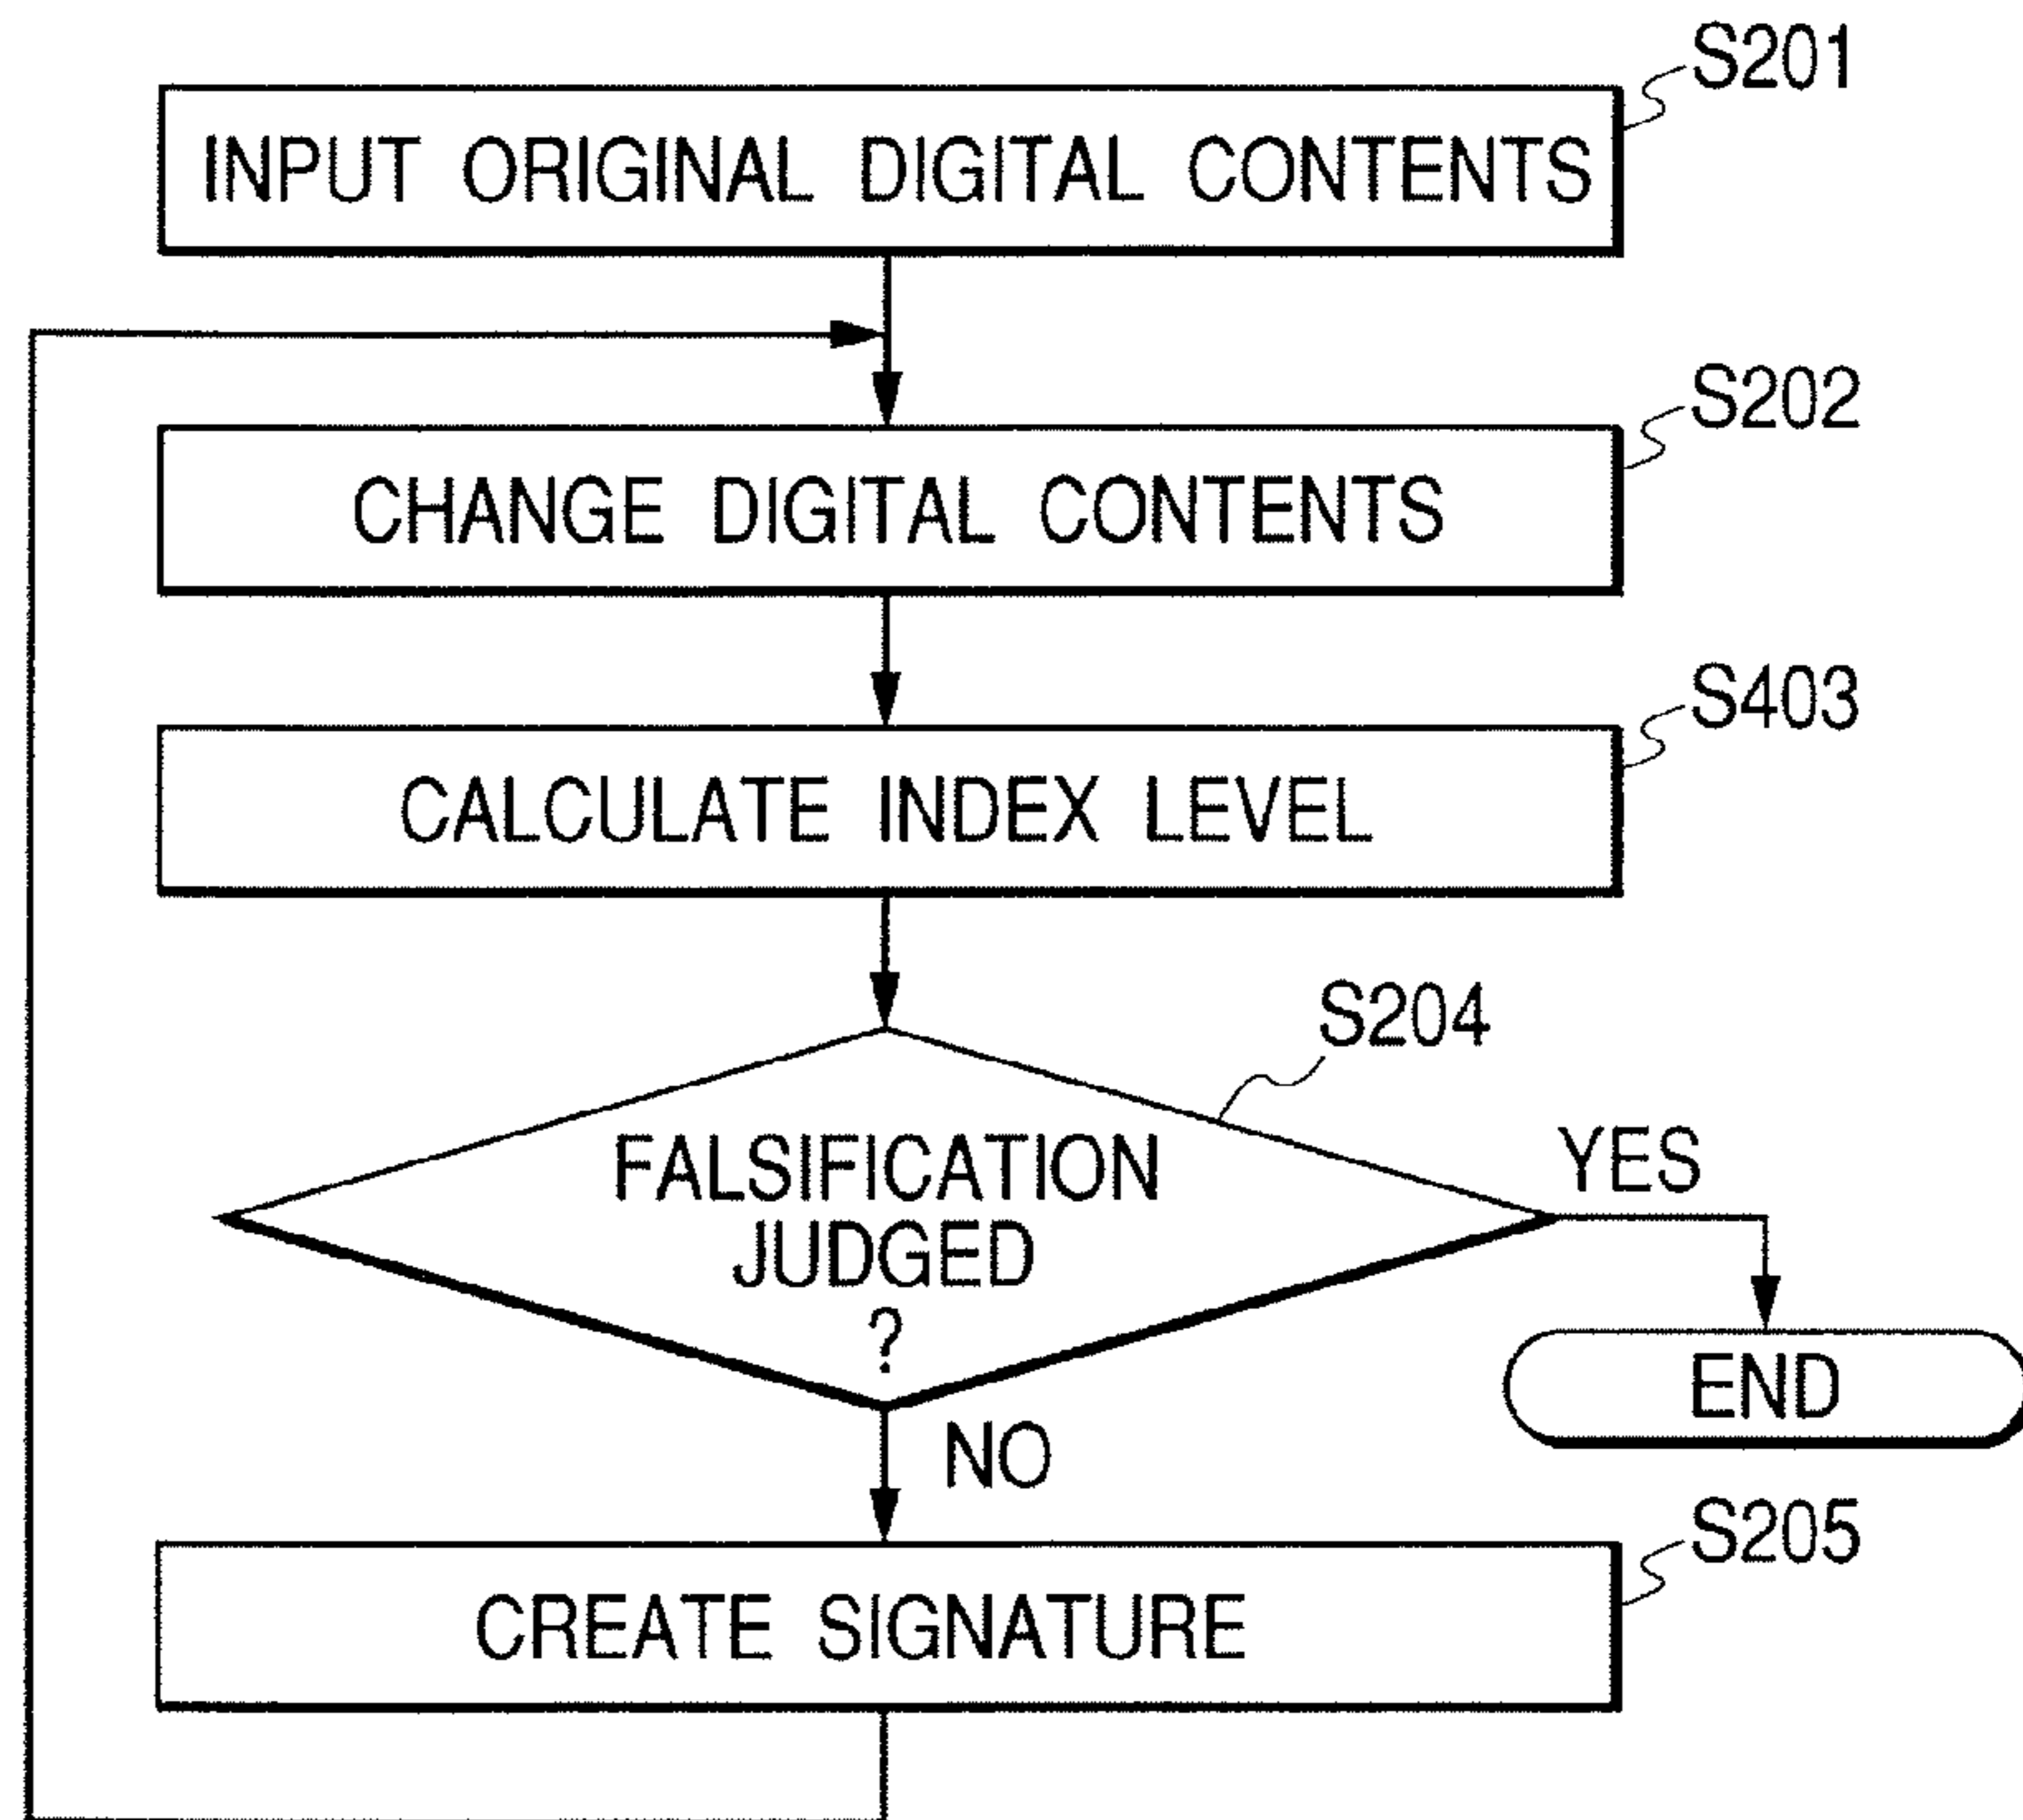 S201
INPUT ORIGINAL DIGITAL CONTENTS
S202
CHANGE DIGITAL CONTENTS
S403
CALCULATE INDEX LEVEL
S204
FALSIFICATION
JUDGED
?
YES
END
NO
S205
CREATE SIGNATURE